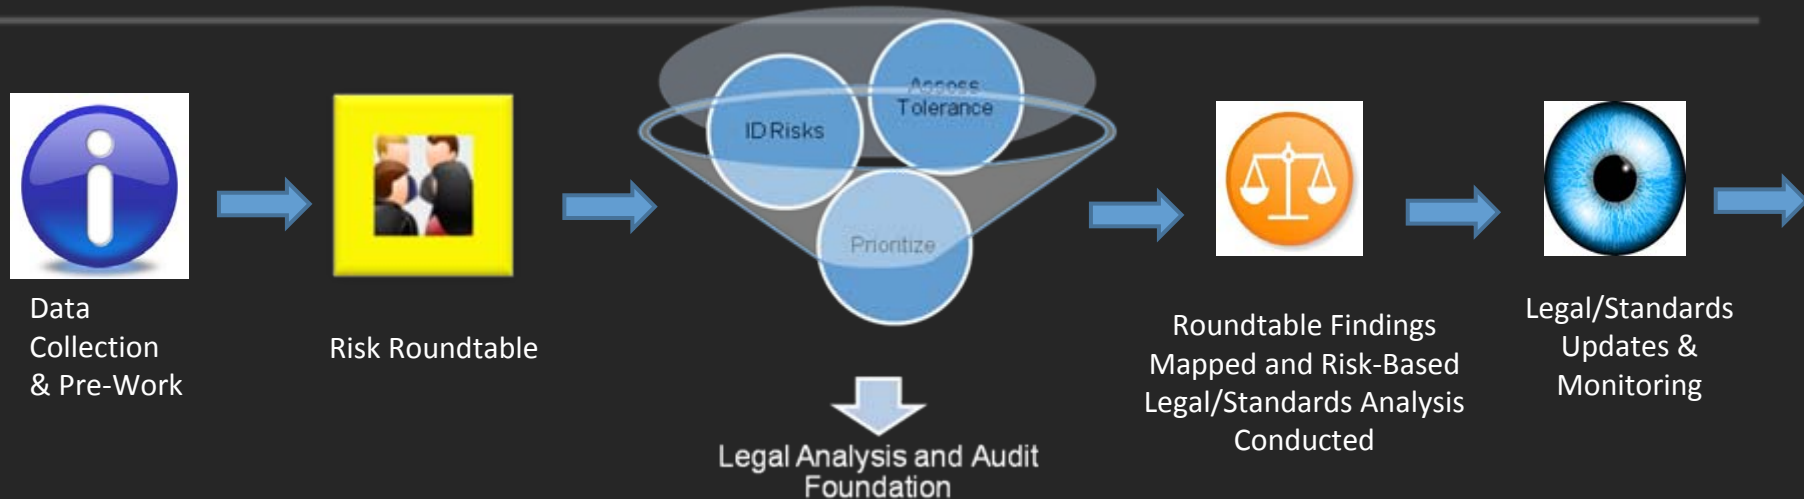 Data
Collection
& Pre-Work
Risk Roundtable
ID Risks
Assess
Tolerance
Prioritize
Legal Analysis and Audit
Foundation
Roundtable Findings
Mapped and Risk-Based
Legal/Standards Analysis
Conducted
Legal/Standards
Updates &
Monitoring